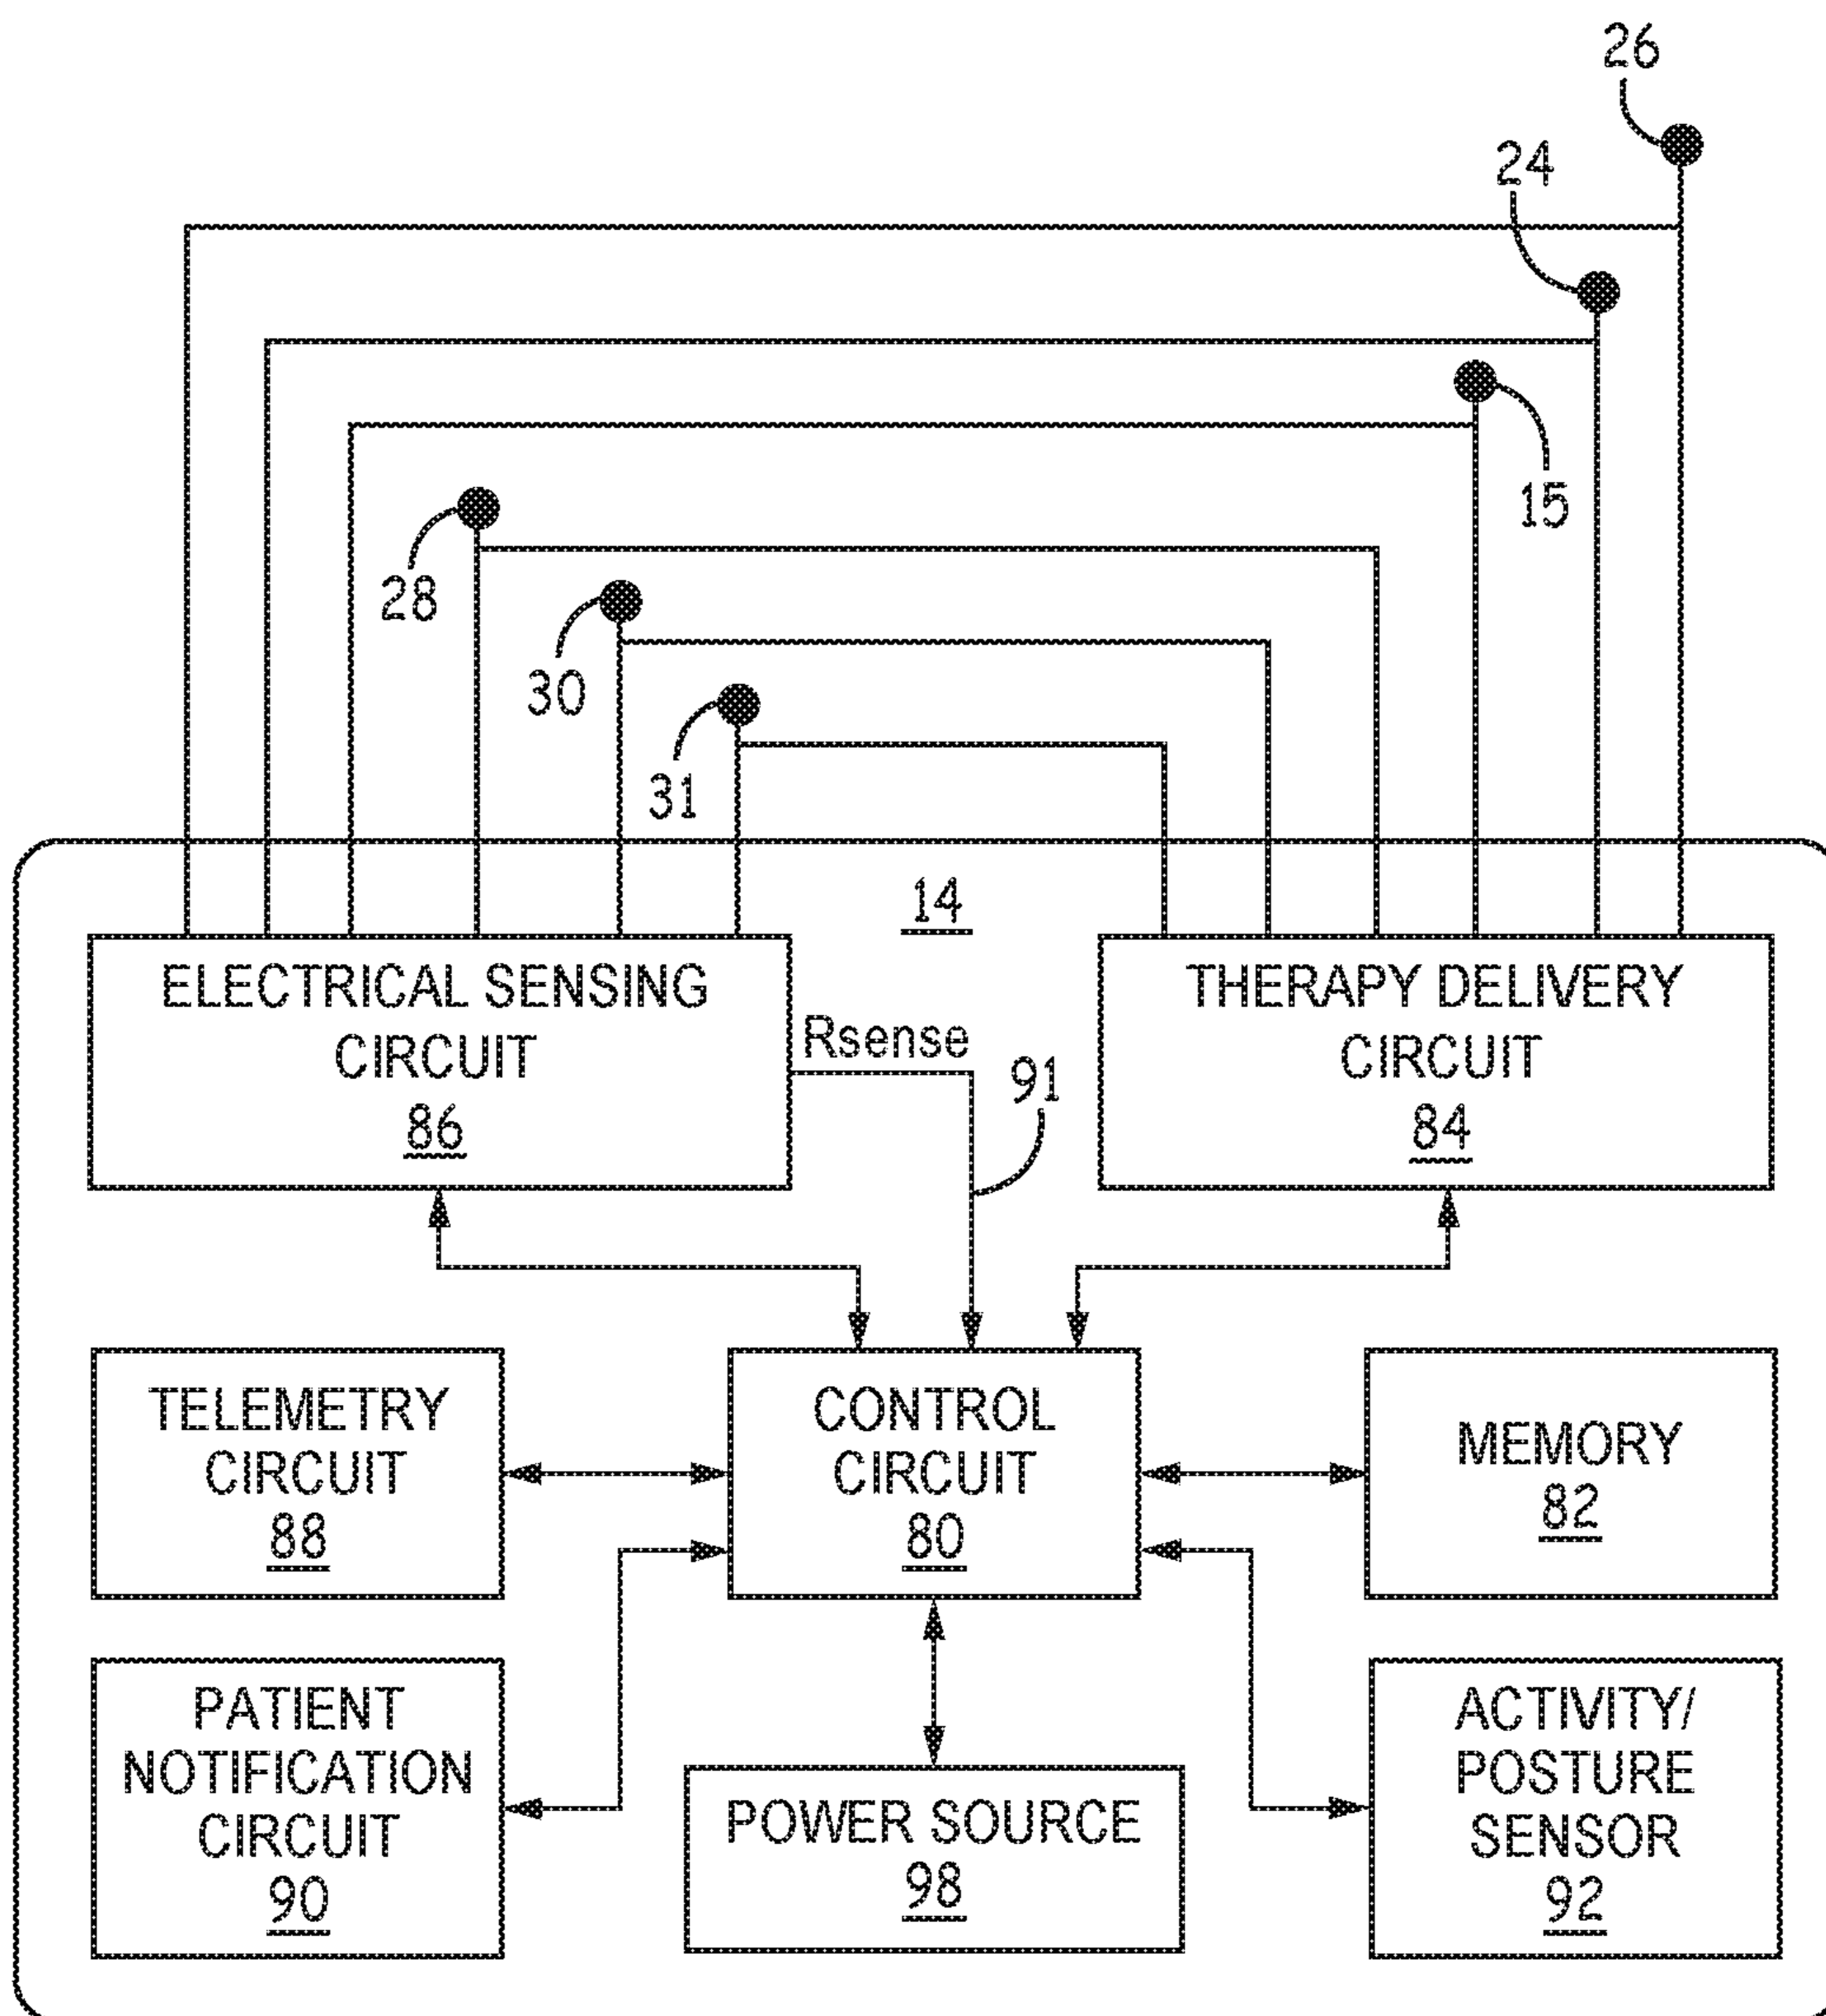 26
24
15
28
30
31
14
ELECTRICAL SENSING
CIRCUIT
86
Rsense
91
THERAPY DELIVERY
CIRCUIT
84
TELEMETRY
CIRCUIT
88
CONTROL
CIRCUIT
80
MEMORY
82
PATIENT
NOTIFICATION
CIRCUIT
90
POWER SOURCE
98
ACTIVITY/
POSTURE
SENSOR
92